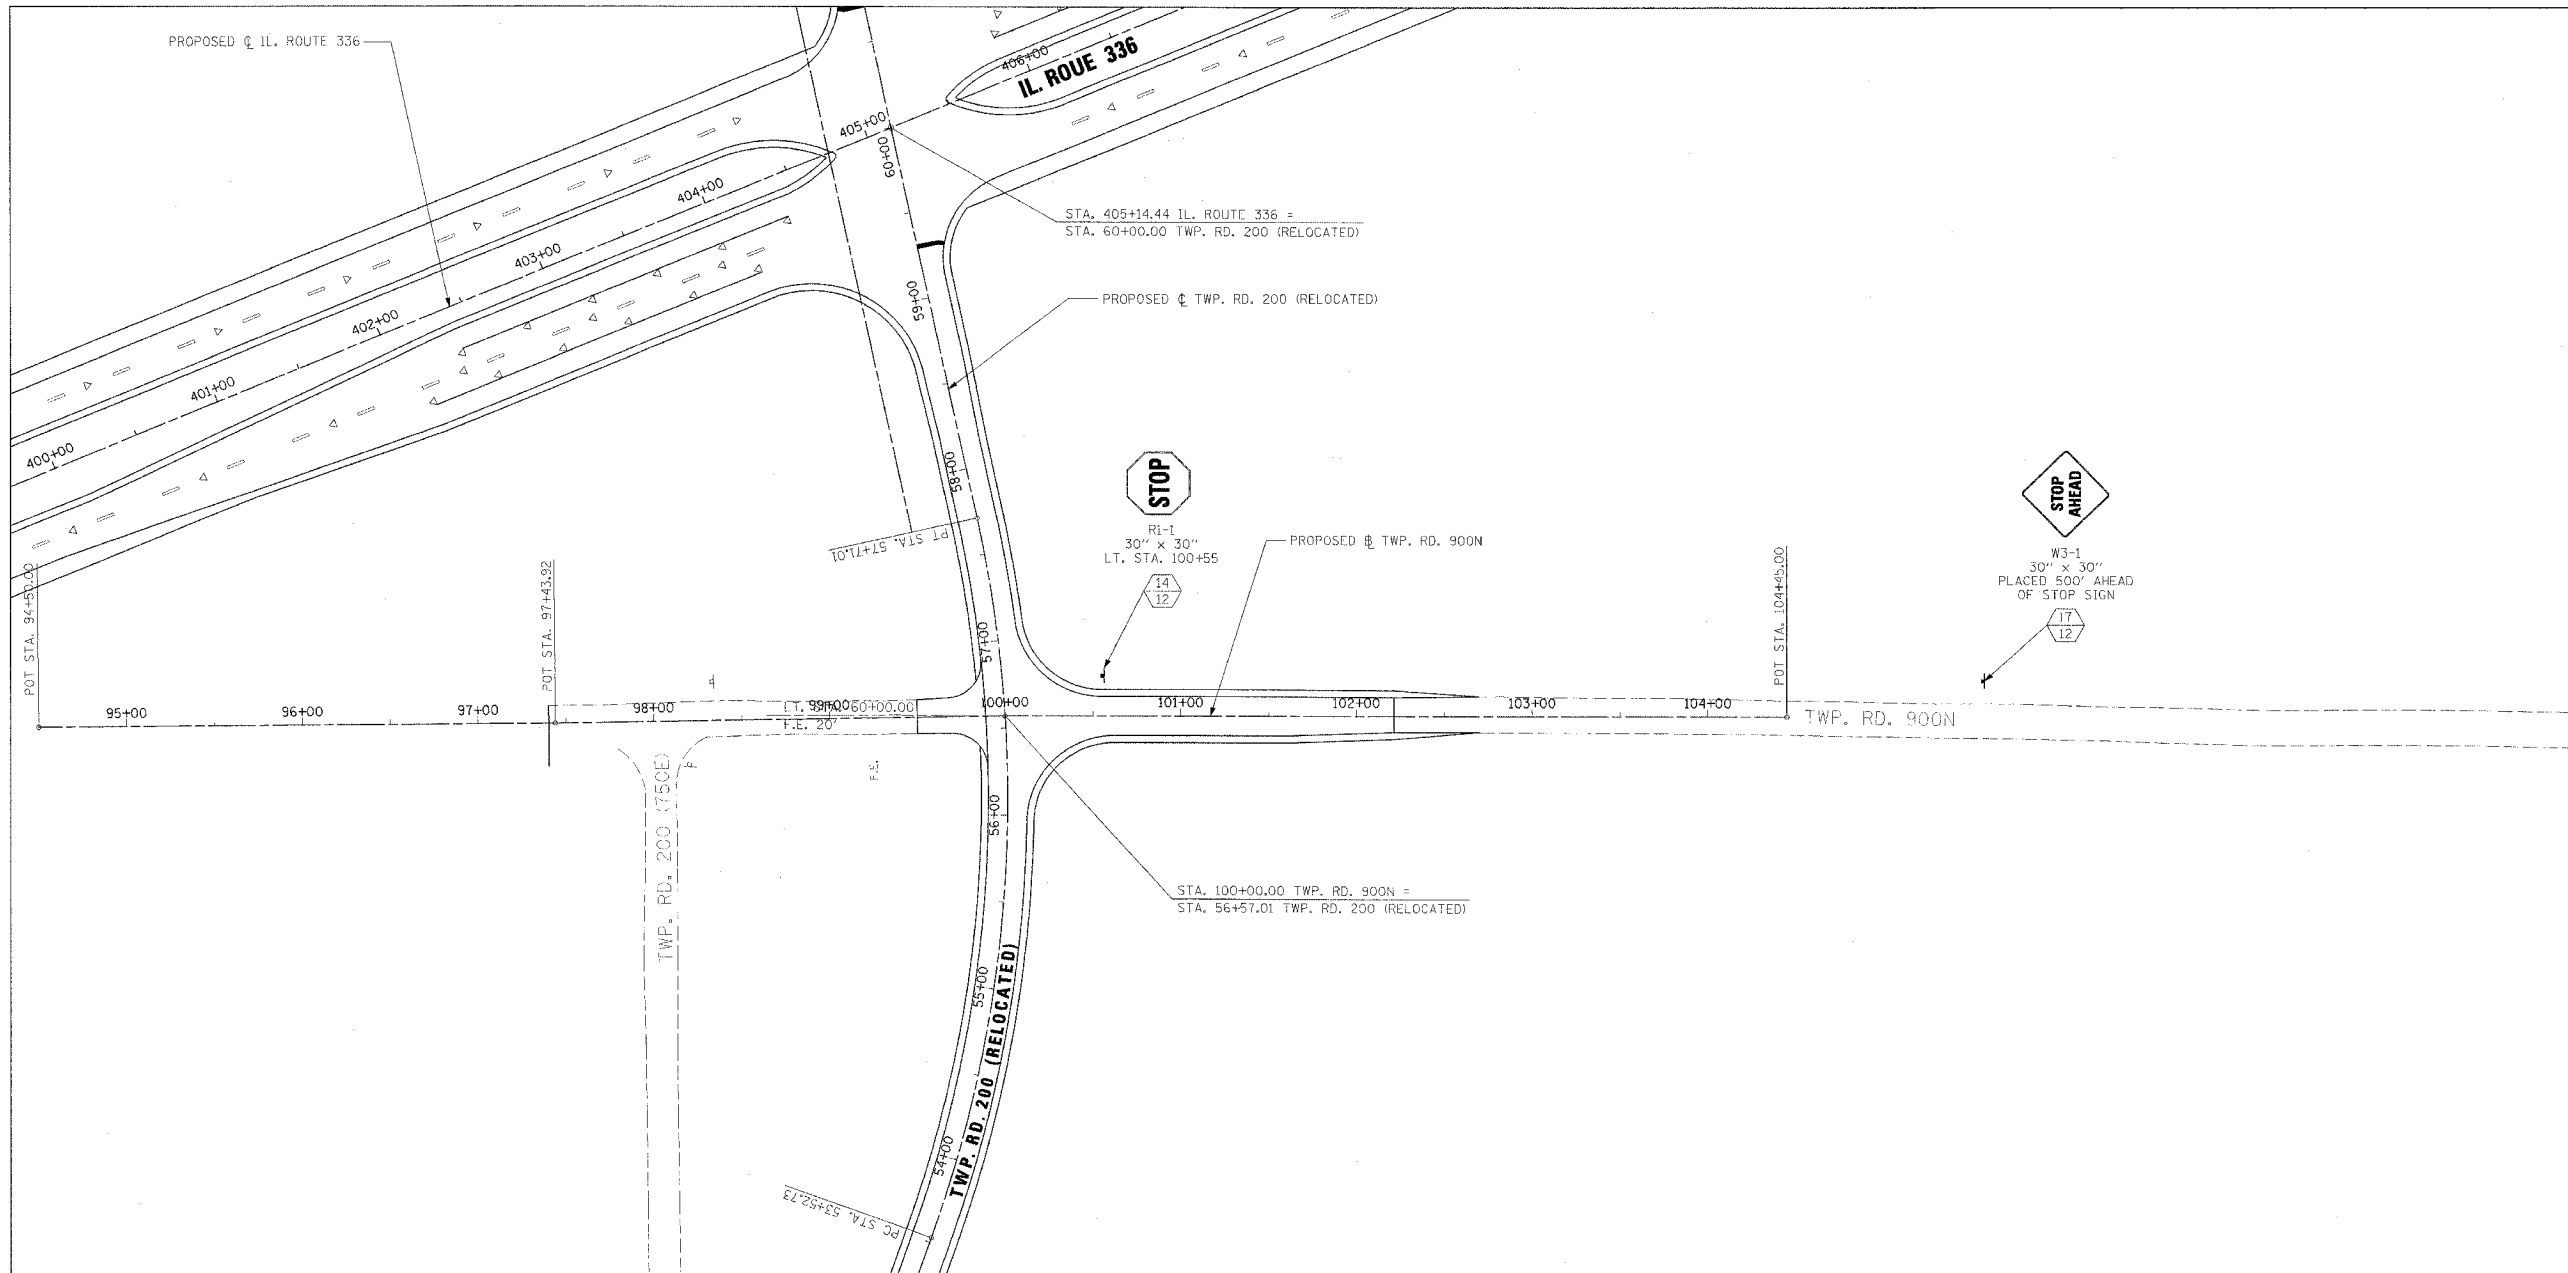 PROPOSED ℄ IL. ROUTE 336
406+00
IL. ROUE 336
405+00
60+00
404+00
STA. 405+14.44 IL. ROUTE 336 =
STA. 60+00.00 TWP. RD. 200 (RELOCATED)
403+00
59+00
PROPOSED ℄ TWP. RD. 200 (RELOCATED)
402+00
401+00
400+00
58+00
STOP
R1-1
30" x 30"
LT. STA. 100+55
14
12
PT STA. 57+71.01
PROPOSED ℄ TWP. RD. 900N
STOP
AHEAD
W3-1
30" x 30"
PLACED 500' AHEAD
OF STOP SIGN
17
12
POT STA. 94+50.00
POT STA. 97+43.92
POT STA. 104+45.00
57+00
95+00
96+00
97+00
98+00
99+00
100+00
101+00
102+00
103+00
104+00
LT. STA. 60+00.00
F.E. 20'
TWP. RD. 900N
TWP. RD. 200 (750E)
F.E.
56+00
STA. 100+00.00 TWP. RD. 900N =
STA. 56+57.01 TWP. RD. 200 (RELOCATED)
55+00
TWP. RD. 200 (RELOCATED)
54+00
PC STA. 53+52.73